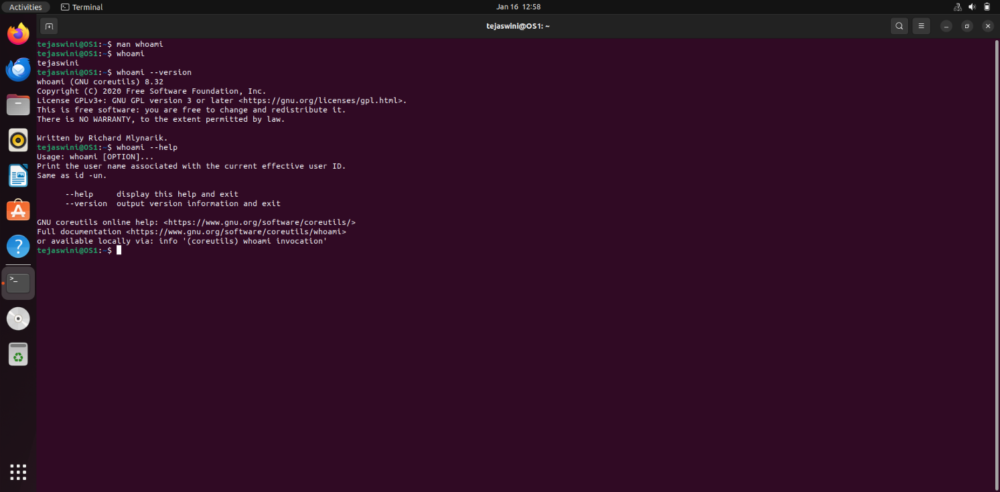 Activities
Terminal
Jan 16 12:58
tejaswini@OS1: ~
tejaswini@OS1:~$ man whoami
tejaswini@OS1:~$ whoami
tejaswini
tejaswini@OS1:~$ whoami --version
whoami (GNU coreutils) 8.32
Copyright (C) 2020 Free Software Foundation, Inc.
License GPLv3+: GNU GPL version 3 or later <https://gnu.org/licenses/gpl.html>.
This is free software: you are free to change and redistribute it.
There is NO WARRANTY, to the extent permitted by law.

Written by Richard Mlynarik.
tejaswini@OS1:~$ whoami --help
Usage: whoami [OPTION]...
Print the user name associated with the current effective user ID.
Same as id -un.

      --help     display this help and exit
      --version  output version information and exit

GNU coreutils online help: <https://www.gnu.org/software/coreutils/>
Full documentation <https://www.gnu.org/software/coreutils/whoami>
or available locally via: info '(coreutils) whoami invocation'
tejaswini@OS1:~$